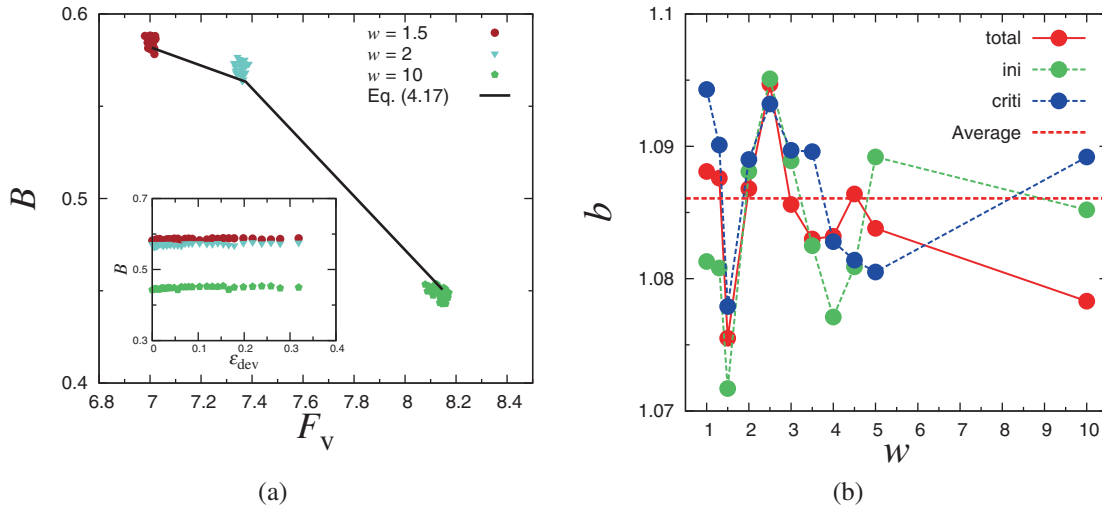 0.6
0.5
0.4
B
6.8 7 7.2 7.4 7.6 7.8 8 8.2 8.4
F_v
w = 1.5
w = 2
w = 10
Eq. (4.17)
0.7
0.5
0.3
B
0 0.1 0.2 0.3 0.4
ε_dev
(a)
1.1
1.09
1.08
1.07
b
1 2 3 4 5 6 7 8 9 10
w
total
ini
criti
Average
(b)